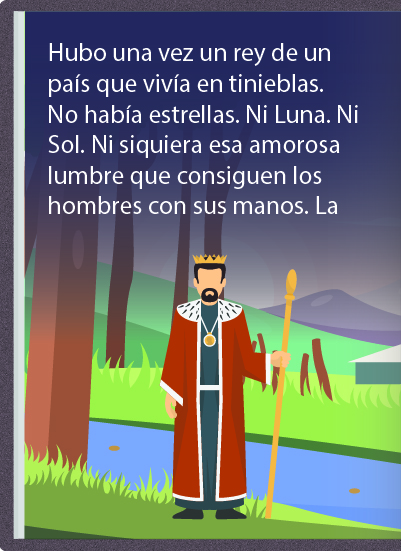 Hubo una vez un rey de un
país que vivía en tinieblas.
No había estrellas. Ni Luna. Ni
Sol. Ni siquiera esa amorosa
lumbre que consiguen los
hombres con sus manos. La